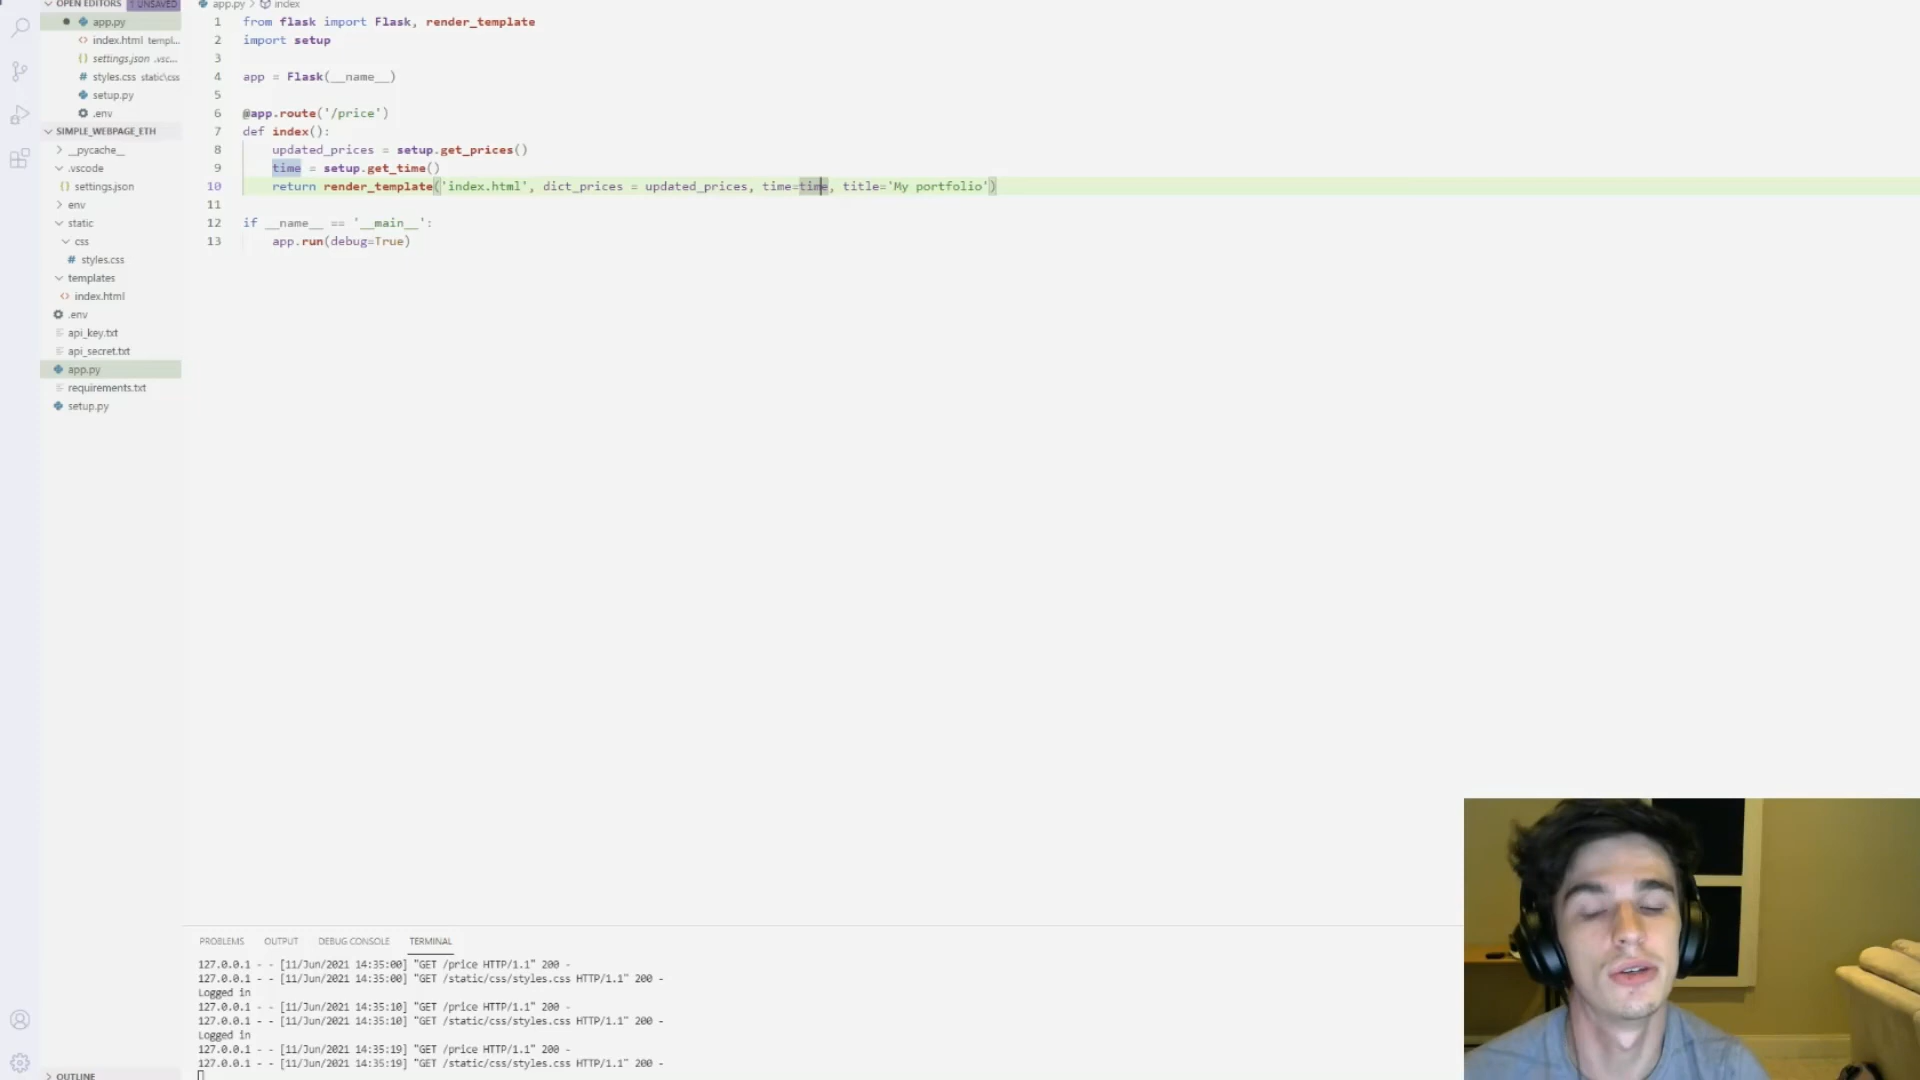 OPEN EDITORS 1 UNSAVED
app.py
index.html templ...
settings.json .vsc...
styles.css static\css
setup.py
.env
SIMPLE_WEBPAGE_ETH
__pycache__
.vscode
settings.json
env
static
css
styles.css
templates
index.html
.env
api_key.txt
api_secret.txt
app.py
requirements.txt
setup.py
OUTLINE
app.py > index
1 from flask import Flask, render_template
2 import setup
3
4 app = Flask(__name__)
5
6 @app.route('/price')
7 def index():
8 updated_prices = setup.get_prices()
9 time = setup.get_time()
10 return render_template('index.html', dict_prices = updated_prices, time=time, title='My portfolio')
11
12 if __name__ == '__main__':
13 app.run(debug=True)
PROBLEMS OUTPUT DEBUG CONSOLE TERMINAL
127.0.0.1 - - [11/Jun/2021 14:35:00] "GET /price HTTP/1.1" 200 -
127.0.0.1 - - [11/Jun/2021 14:35:00] "GET /static/css/styles.css HTTP/1.1" 200 -
Logged in
127.0.0.1 - - [11/Jun/2021 14:35:10] "GET /price HTTP/1.1" 200 -
127.0.0.1 - - [11/Jun/2021 14:35:10] "GET /static/css/styles.css HTTP/1.1" 200 -
Logged in
127.0.0.1 - - [11/Jun/2021 14:35:19] "GET /price HTTP/1.1" 200 -
127.0.0.1 - - [11/Jun/2021 14:35:19] "GET /static/css/styles.css HTTP/1.1" 200 -